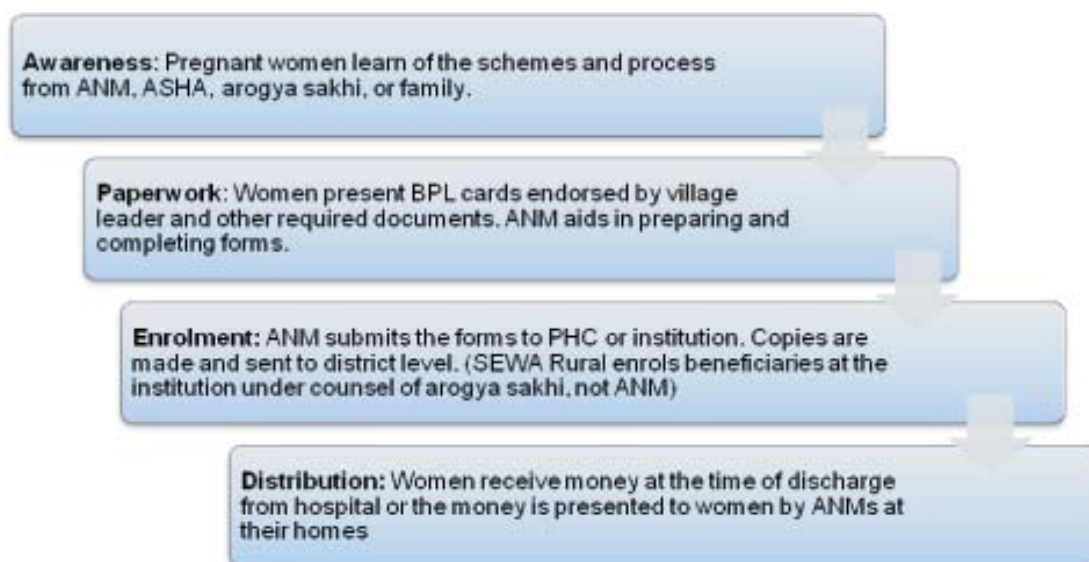 Awareness: Pregnant women learn of the schemes and process
from ANM, ASHA, arogya sakhi, or family.
Paperwork: Women present BPL cards endorsed by village
leader and other required documents. ANM aids in preparing and
completing forms.
Enrolment: ANM submits the forms to PHC or institution. Copies are
made and sent to district level. (SEWA Rural enrols beneficiaries at the
institution under counsel of arogya sakhi, not ANM)
Distribution: Women receive money at the time of discharge
from hospital or the money is presented to women by ANMs at
their homes